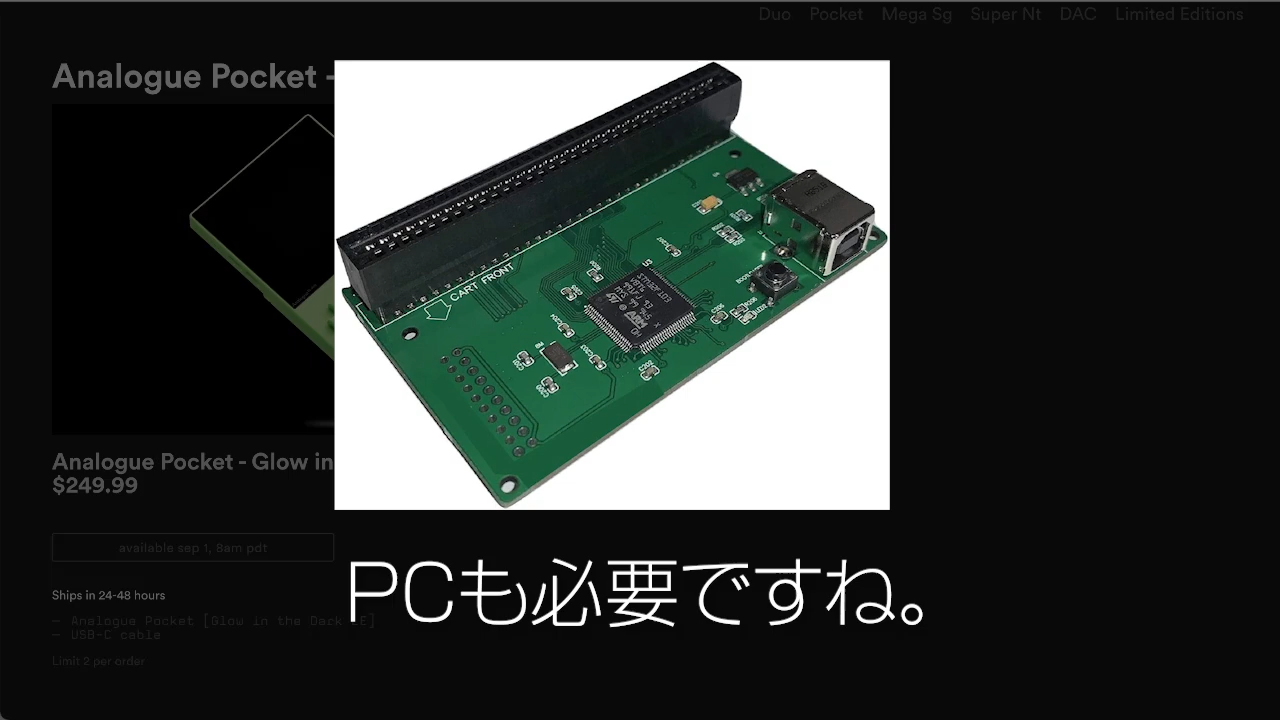 Duo Pocket Mega Sg Super Nt DAC Limited Editions
Analogue Pocket -
CART FRONT
Analogue Pocket - Glow in
$249.99
available sep 1, 8am pdt
Ships in 24-48 hours
— Analogue Pocket [Glow in the Dark LE]
— USB-C cable
Limit 2 per order
PCも必要ですね。